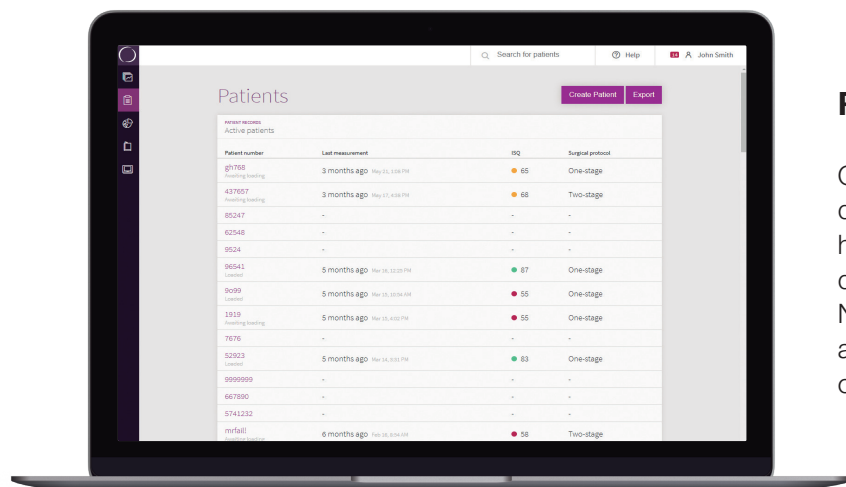 Search for patients
Help
14
John Smith
Patients
Create Patient
Export
PATIENT RECORDS
Active patients
Patient number Last measurement ISQ Surgical protocol
gh768 3 months ago May 21, 1:04 PM 65 One-stage
Awaiting loading
437657 3 months ago May 17, 4:04 PM 68 Two-stage
Awaiting loading
85247 - - -
62548 - - -
9524 - - -
96541 5 months ago 87 One-stage
Loaded
9o99 5 months ago 55 One-stage
Loaded
1919 5 months ago 55 One-stage
Awaiting loading
7676 - - -
52923 5 months ago 83 One-stage
Loaded
9999999 - - -
667890 - - -
5741232 - - -
mrfail! 6 months ago 58 Two-stage
Awaiting loading